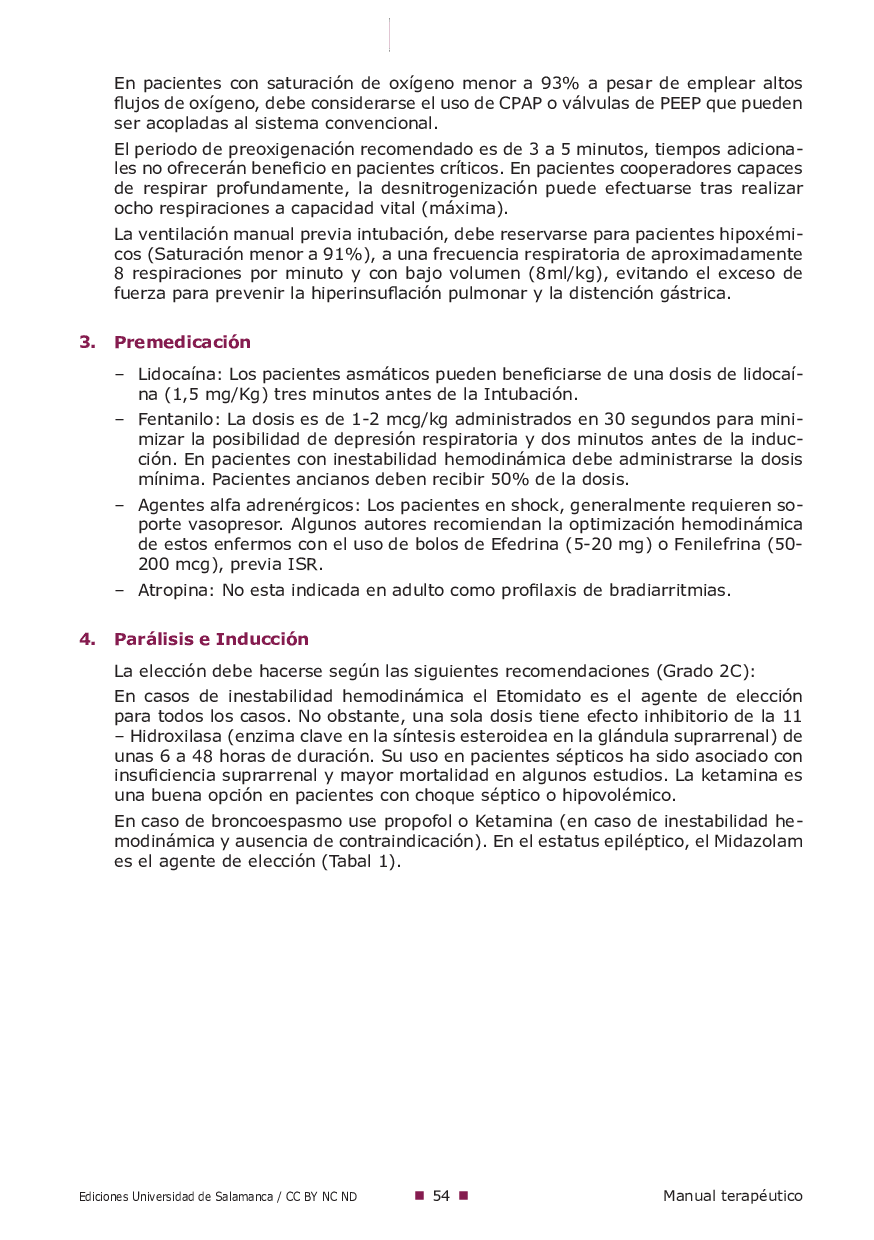 En pacientes con saturación de oxígeno menor a 93% a pesar de emplear altos
flujos de oxígeno, debe considerarse el uso de CPAP o válvulas de PEEP que pueden
ser acopladas al sistema convencional.
El periodo de preoxigenación recomendado es de 3 a 5 minutos, tiempos adiciona-
les no ofrecerán beneficio en pacientes críticos. En pacientes cooperadores capaces
de respirar profundamente, la desnitrogenización puede efectuarse tras realizar
ocho respiraciones a capacidad vital (máxima).
La ventilación manual previa intubación, debe reservarse para pacientes hipoxémi-
cos (Saturación menor a 91%), a una frecuencia respiratoria de aproximadamente
8 respiraciones por minuto y con bajo volumen (8ml/kg), evitando el exceso de
fuerza para prevenir la hiperinsuflación pulmonar y la distención gástrica.
3. Premedicación
– Lidocaína: Los pacientes asmáticos pueden beneficiarse de una dosis de lidocaí-
na (1,5 mg/Kg) tres minutos antes de la Intubación.
– Fentanilo: La dosis es de 1-2 mcg/kg administrados en 30 segundos para mini-
mizar la posibilidad de depresión respiratoria y dos minutos antes de la induc-
ción. En pacientes con inestabilidad hemodinámica debe administrarse la dosis
mínima. Pacientes ancianos deben recibir 50% de la dosis.
– Agentes alfa adrenérgicos: Los pacientes en shock, generalmente requieren so-
porte vasopresor. Algunos autores recomiendan la optimización hemodinámica
de estos enfermos con el uso de bolos de Efedrina (5-20 mg) o Fenilefrina (50-
200 mcg), previa ISR.
– Atropina: No esta indicada en adulto como profilaxis de bradiarritmias.
4. Parálisis e Inducción
La elección debe hacerse según las siguientes recomendaciones (Grado 2C):
En casos de inestabilidad hemodinámica el Etomidato es el agente de elección
para todos los casos. No obstante, una sola dosis tiene efecto inhibitorio de la 11
– Hidroxilasa (enzima clave en la síntesis esteroidea en la glándula suprarrenal) de
unas 6 a 48 horas de duración. Su uso en pacientes sépticos ha sido asociado con
insuficiencia suprarrenal y mayor mortalidad en algunos estudios. La ketamina es
una buena opción en pacientes con choque séptico o hipovolémico.
En caso de broncoespasmo use propofol o Ketamina (en caso de inestabilidad he-
modinámica y ausencia de contraindicación). En el estatus epiléptico, el Midazolam
es el agente de elección (Tabal 1).
Ediciones Universidad de Salamanca / CC BY NC ND ■ 54 ■ Manual terapéutico